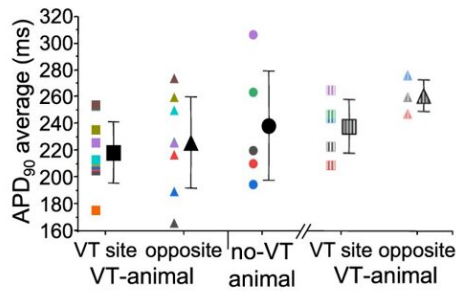 APD90 average (ms)
300
280
260
240
220
200
180
160
VT site opposite no-VT VT site opposite
VT-animal animal VT-animal